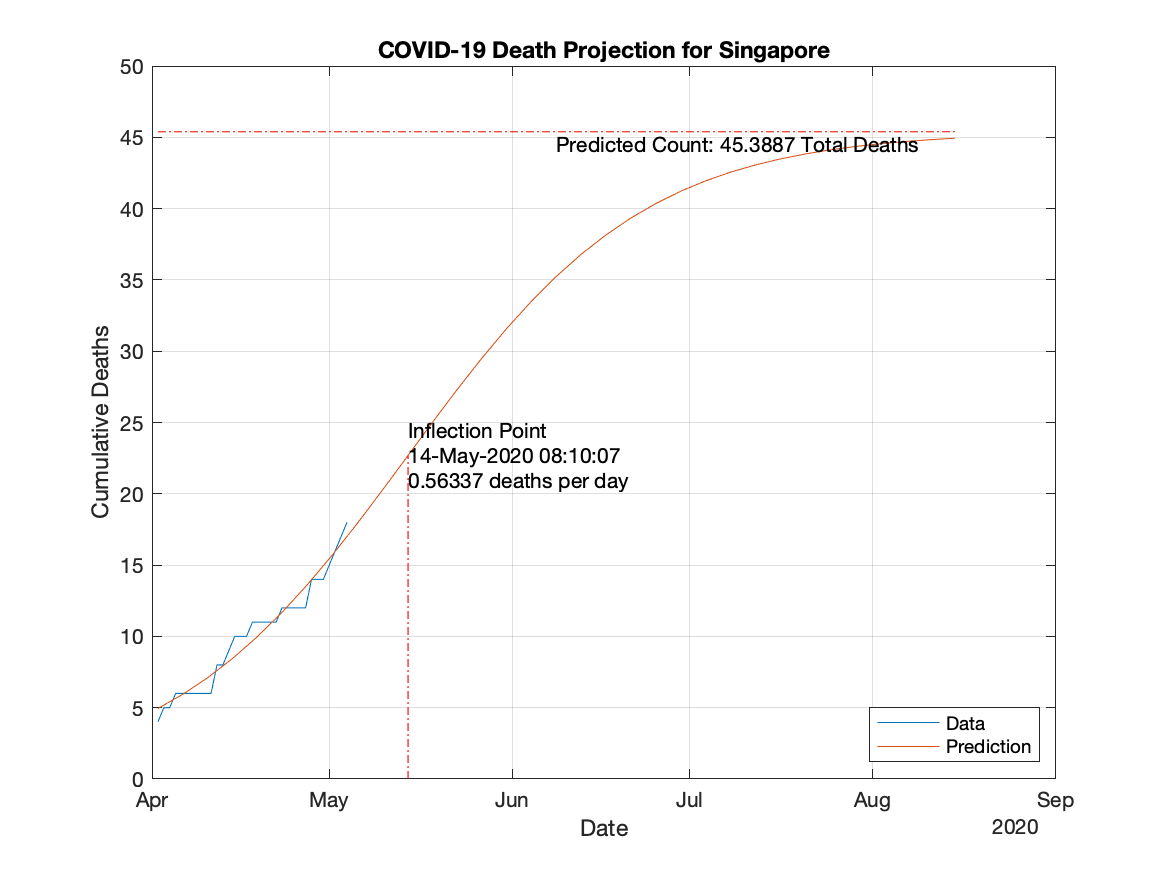 COVID-19 Death Projection for Singapore
50
45
40
35
30
25
20
15
10
5
0
Cumulative Deaths
Predicted Count: 45.3887 Total Deaths
Inflection Point
14-May-2020 08:10:07
0.56337 deaths per day
Data
Prediction
Apr May Jun Jul Aug Sep
Date
2020